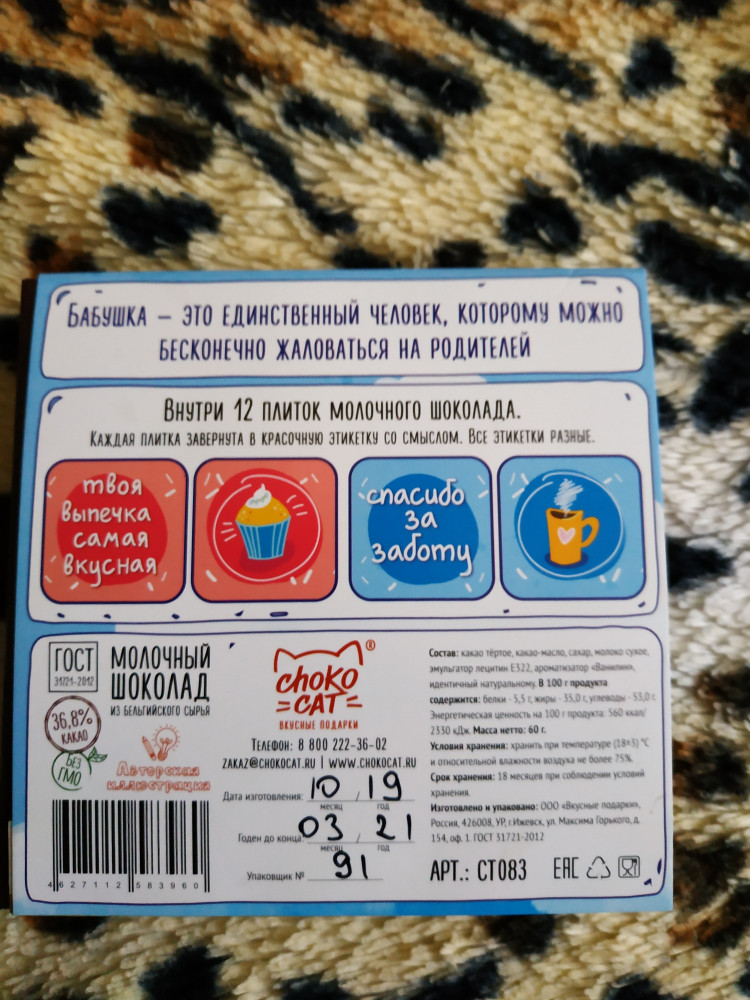 Бабушка – это единственный человек, которому можно
бесконечно жаловаться на родителей
Внутри 12 плиток молочного шоколада.
Каждая плитка завернута в красочную этикетку со смыслом. Все этикетки разные.
твоя
выпечка
самая
вкусная
спасибо
за
заботу
ГОСТ
31721-2012
МОЛОЧНЫЙ
ШОКОЛАД
из бельгийского сырья
36,8%
КАКАО
БЕЗ
ГМО
Авторская
иллюстрация
4 627112 583960
CHOKO
CAT
®
ВКУСНЫЕ ПОДАРКИ
Телефон: 8 800 222-36-02
ZAKAZ@CHOKOCAT.RU | WWW.CHOKOCAT.RU
Дата изготовления: 10, 19
месяц год
Годен до конца: 03, 21
месяц год
Упаковщик № 91
Состав: какао тёртое, какао-масло, сахар, молоко сухое,
эмульгатор лецитин Е322, ароматизатор «Ванилин»,
идентичный натуральному. В 100 г продукта
содержится: белки - 5,5 г, жиры - 35,0 г, углеводы - 53,0 г.
Энергетическая ценность на 100 г продукта: 560 ккал/
2330 кДж. Масса нетто: 60 г.
Условия хранения: хранить при температуре (18±3) °С
и относительной влажности воздуха не более 75%.
Срок хранения: 18 месяцев при соблюдении условий
хранения.
Изготовлено и упаковано: ООО «Вкусные подарки»,
Россия, 426008, УР, г.Ижевск, ул. Максима Горького, д.
154, оф. 1. ГОСТ 31721-2012
АРТ.: СТ083
EAC